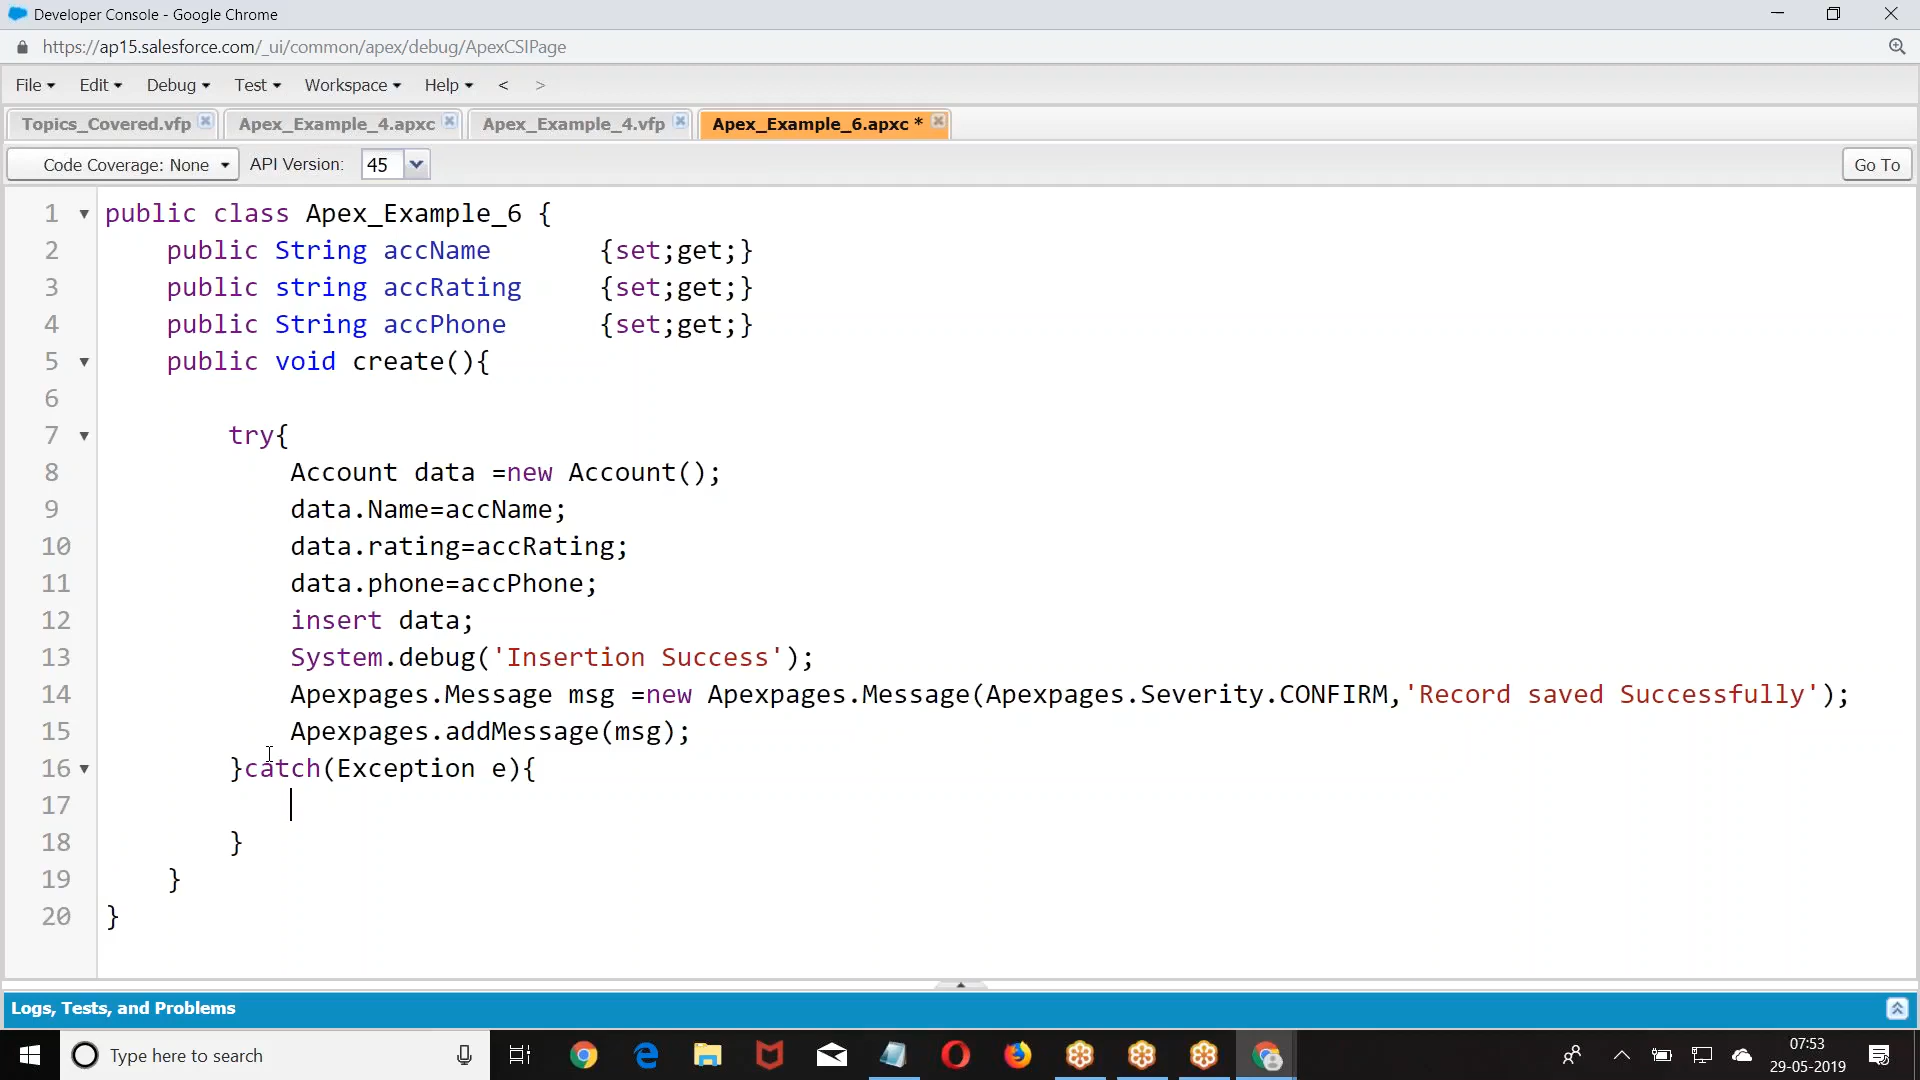 Developer Console - Google Chrome
https://ap15.salesforce.com/_ui/common/apex/debug/ApexCSIPage
File Edit Debug Test Workspace Help < >
Topics_Covered.vfp Apex_Example_4.apxc Apex_Example_4.vfp Apex_Example_6.apxc *
Code Coverage: None API Version: 45 Go To
1 public class Apex_Example_6 {
2 public String accName {set;get;}
3 public string accRating {set;get;}
4 public String accPhone {set;get;}
5 public void create(){
6
7 try{
8 Account data =new Account();
9 data.Name=accName;
10 data.rating=accRating;
11 data.phone=accPhone;
12 insert data;
13 System.debug('Insertion Success');
14 Apexpages.Message msg =new Apexpages.Message(Apexpages.Severity.CONFIRM,'Record saved Successfully');
15 Apexpages.addMessage(msg);
16 }catch(Exception e){
17
18 }
19 }
20 }
Logs, Tests, and Problems
Type here to search
07:53
29-05-2019